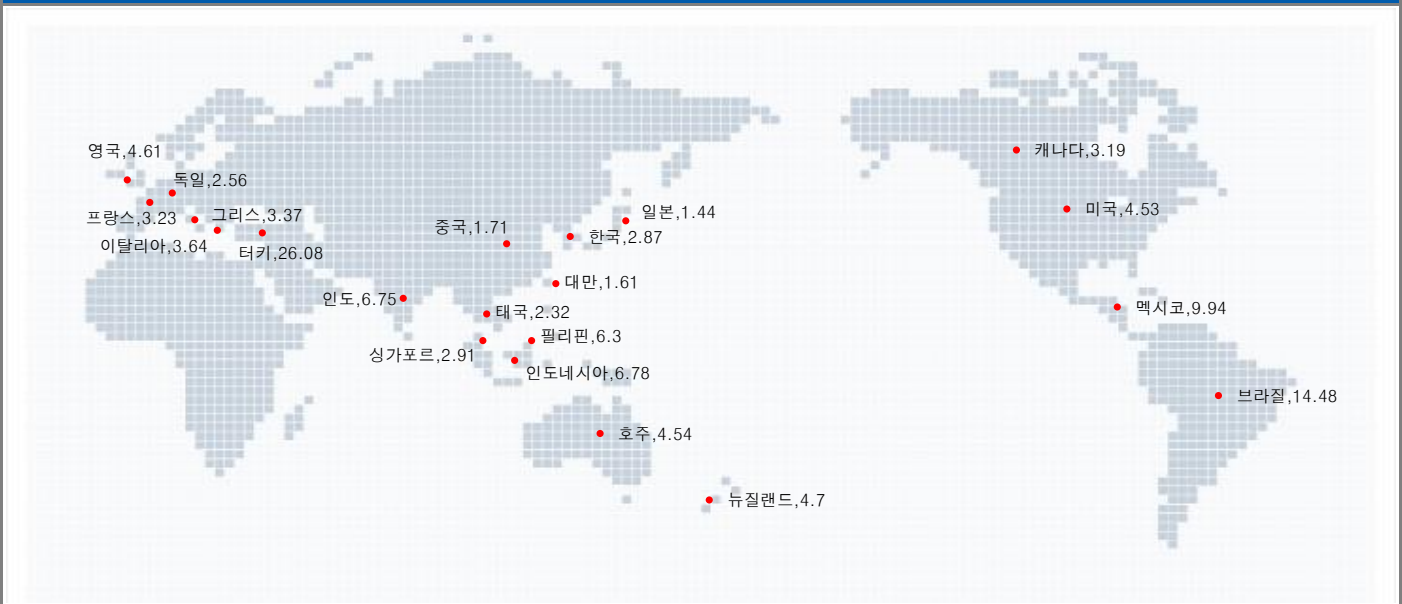 영국,4.61
캐나다,3.19
독일,2.56
프랑스,3.23
그리스,3.37
일본,1.44
미국,4.53
중국,1.71
한국,2.87
이탈리아,3.64
터키,26.08
대만,1.61
인도,6.75
태국,2.32
멕시코,9.94
필리핀,6.3
싱가포르,2.91
인도네시아,6.78
브라질,14.48
호주,4.54
뉴질랜드,4.7